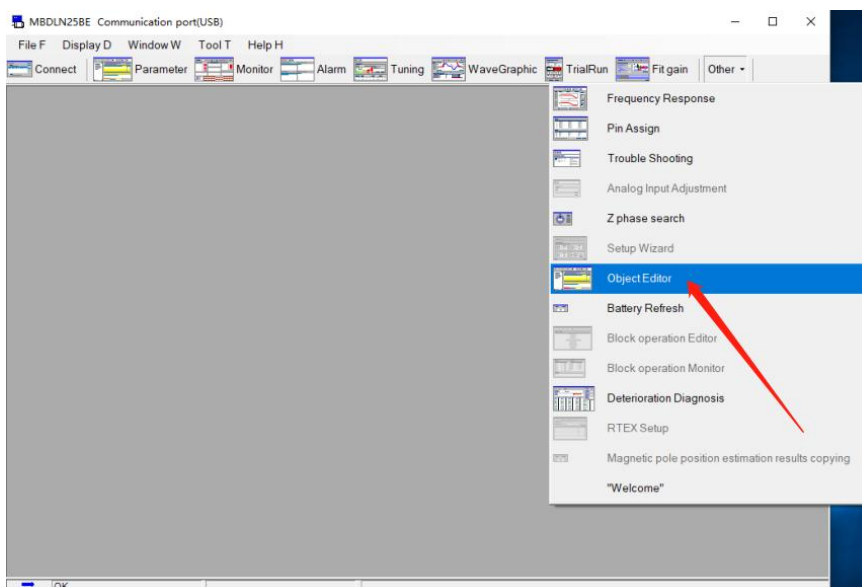 MBDLN25BE Communication port(USB)
File F Display D Window W Tool T Help H
Connect Parameter Monitor Alarm Tuning WaveGraphic TrialRun Fit gain Other
Frequency Response
Pin Assign
Trouble Shooting
Analog Input Adjustment
Z phase search
Setup Wizard
Object Editor
Battery Refresh
Block operation Editor
Block operation Monitor
Deterioration Diagnosis
RTEX Setup
Magnetic pole position estimation results copying
"Welcome"
OK